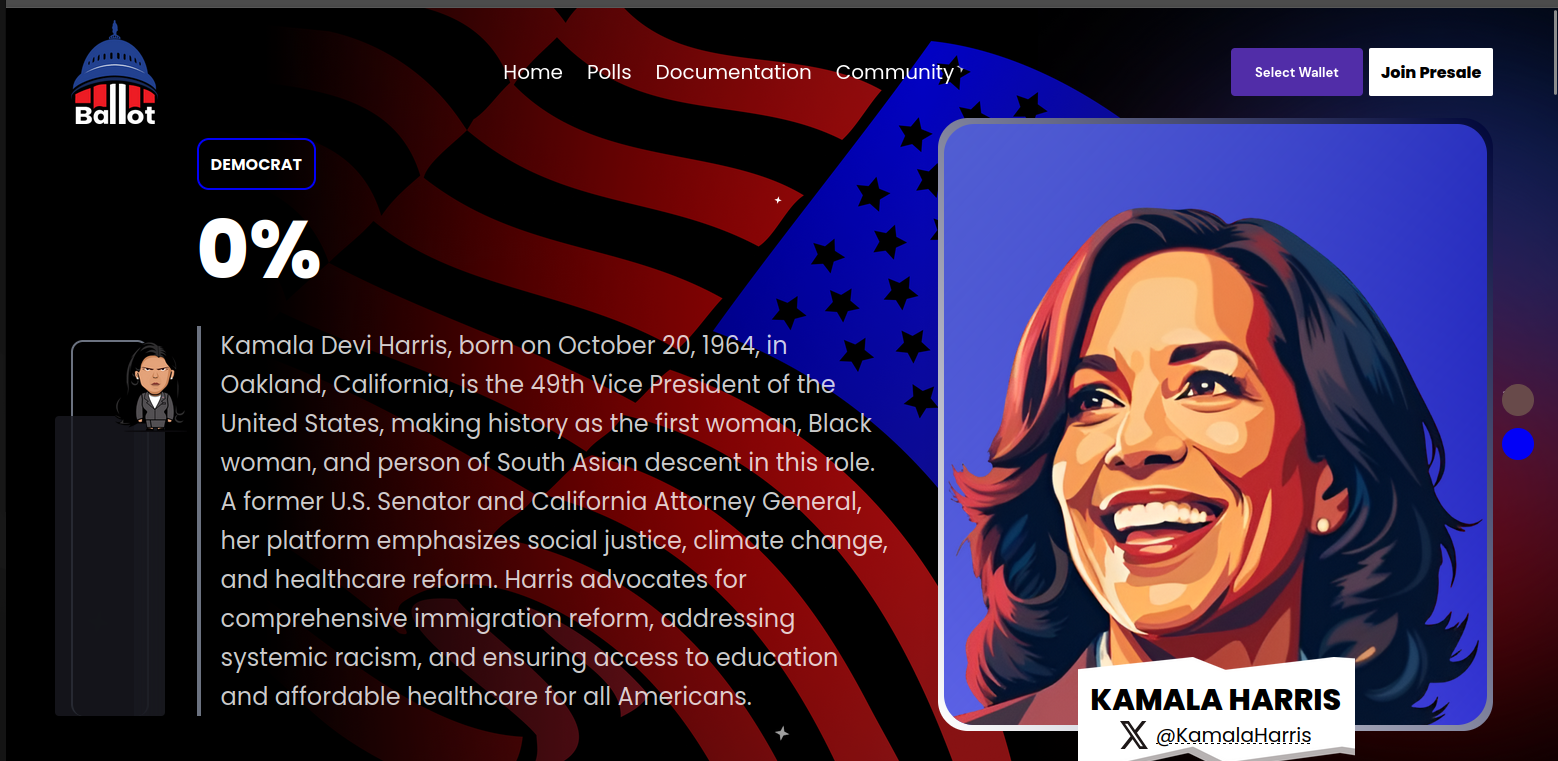 Ballot
Home Polls Documentation Community
Select Wallet
Join Presale
DEMOCRAT
0%
Kamala Devi Harris, born on October 20, 1964, in
Oakland, California, is the 49th Vice President of the
United States, making history as the first woman, Black
woman, and person of South Asian descent in this role.
A former U.S. Senator and California Attorney General,
her platform emphasizes social justice, climate change,
and healthcare reform. Harris advocates for
comprehensive immigration reform, addressing
systemic racism, and ensuring access to education
and affordable healthcare for all Americans.
KAMALA HARRIS
@KamalaHarris